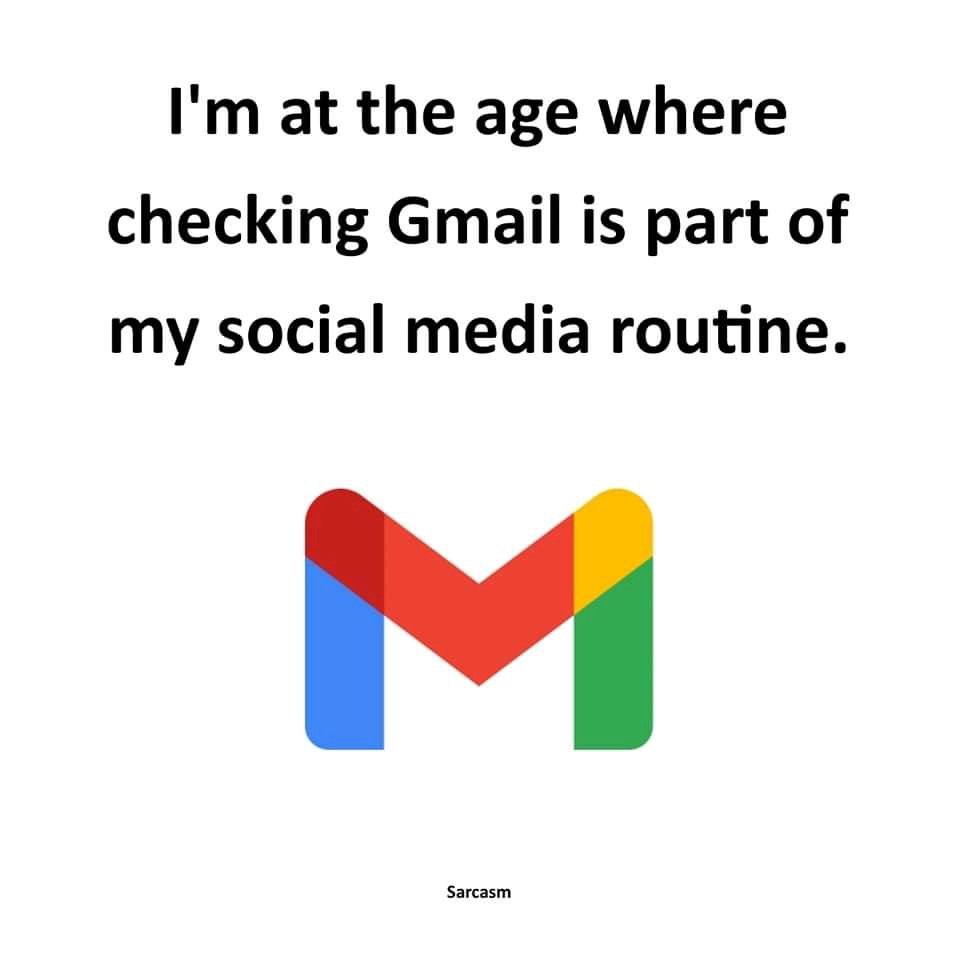 I'm at the age where
checking Gmail is part of
my social media routine.
Sarcasm